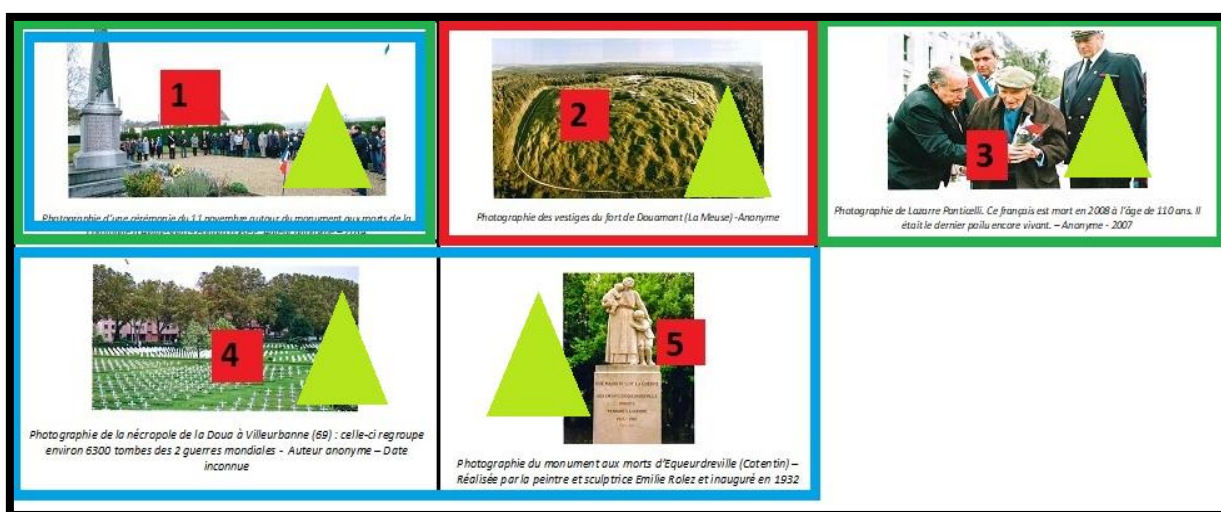 1
2
3
Photographie d'une cérémonie du 11 novembre autour du monument aux morts de la
Photographie des vestiges du fort de Douamont (La Meuse) -Anonyme
Photographie de Lazarre Ponticelli. Ce français est mort en 2008 à l'âge de 110 ans. Il
était le dernier poilu encore vivant. – Anonyme - 2007
4
5
Photographie de la nécropole de la Doua à Villeurbanne (69) : celle-ci regroupe
environ 6300 tombes des 2 guerres mondiales - Auteur anonyme – Date
inconnue
Photographie du monument aux morts d'Equeurdreville (Cotentin) –
Réalisée par la peintre et sculptrice Emilie Rolez et inauguré en 1932